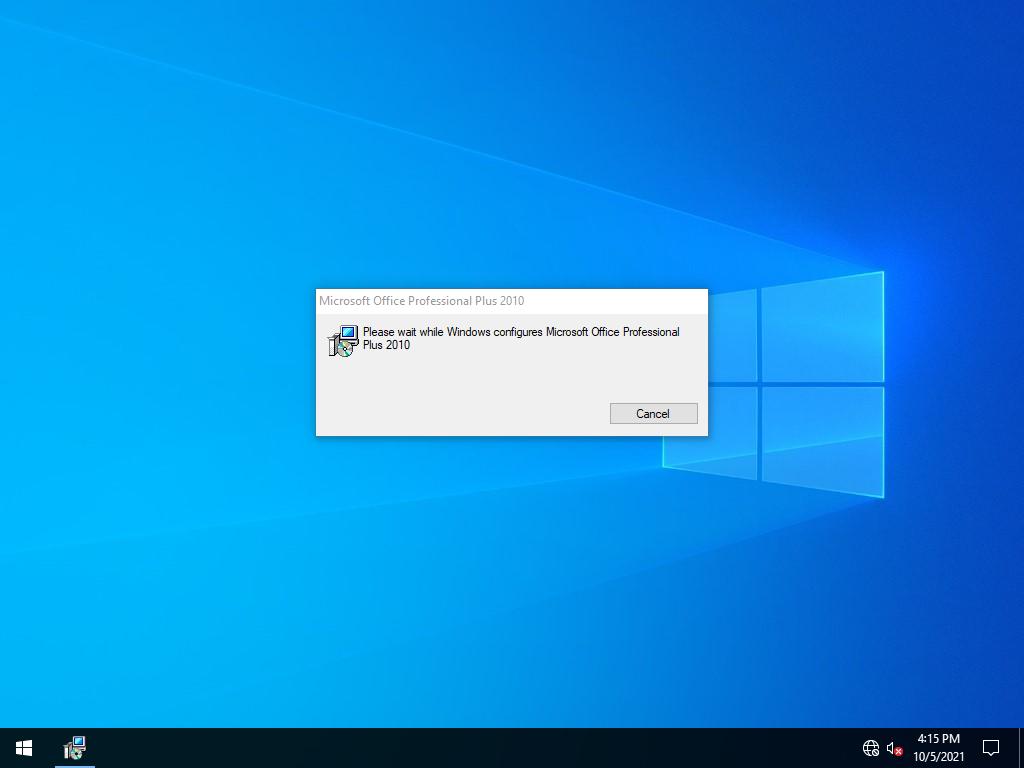 Microsoft Office Professional Plus 2010
Please wait while Windows configures Microsoft Office Professional
Plus 2010
Cancel
4:15 PM
10/5/2021